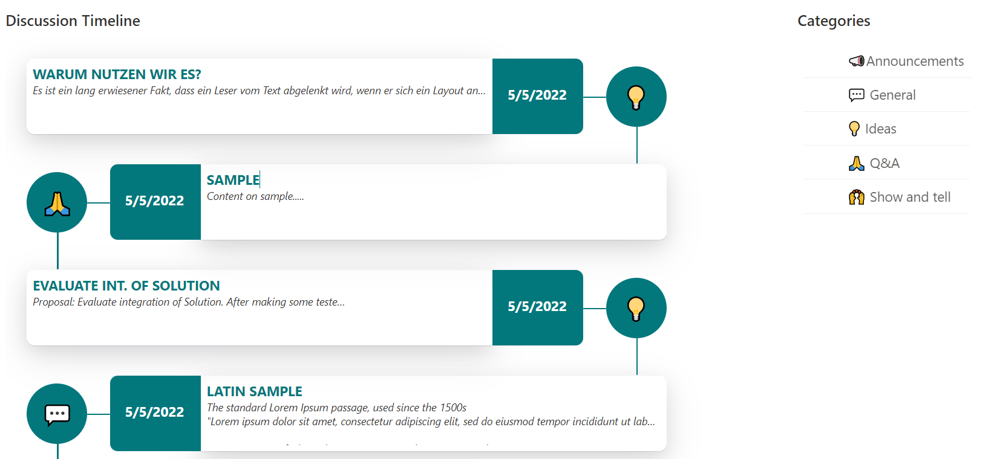 Discussion Timeline
WARUM NUTZEN WIR ES?
Es ist ein lang erwiesener Fakt, dass ein Leser vom Text abgelenkt wird, wenn er sich ein Layout an...
5/5/2022
5/5/2022
SAMPLE
Content on sample.....
EVALUATE INT. OF SOLUTION
Proposal: Evaluate integration of Solution. After making some teste...
5/5/2022
5/5/2022
LATIN SAMPLE
The standard Lorem Ipsum passage, used since the 1500s
"Lorem ipsum dolor sit amet, consectetur adipiscing elit, sed do eiusmod tempor incididunt ut lab...
Categories
Announcements
General
Ideas
Q&A
Show and tell